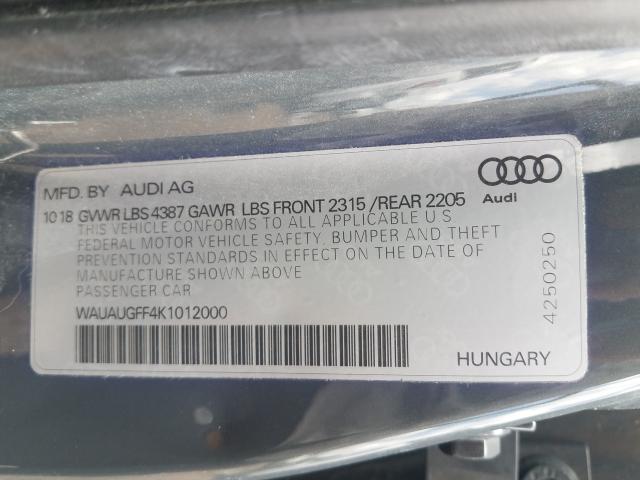 MFD. BY AUDI AG
Audi
10 18 GVWR LBS 4387 GAWR LBS FRONT 2315 /REAR 2205
THIS VEHICLE CONFORMS TO ALL APPLICABLE U S
FEDERAL MOTOR VEHICLE SAFETY. BUMPER AND THEFT
PREVENTION STANDARDS IN EFFECT ON THE DATE OF
MANUFACTURE SHOWN ABOVE
PASSENGER CAR
WAUAUGFF4K1012000
HUNGARY
4250250